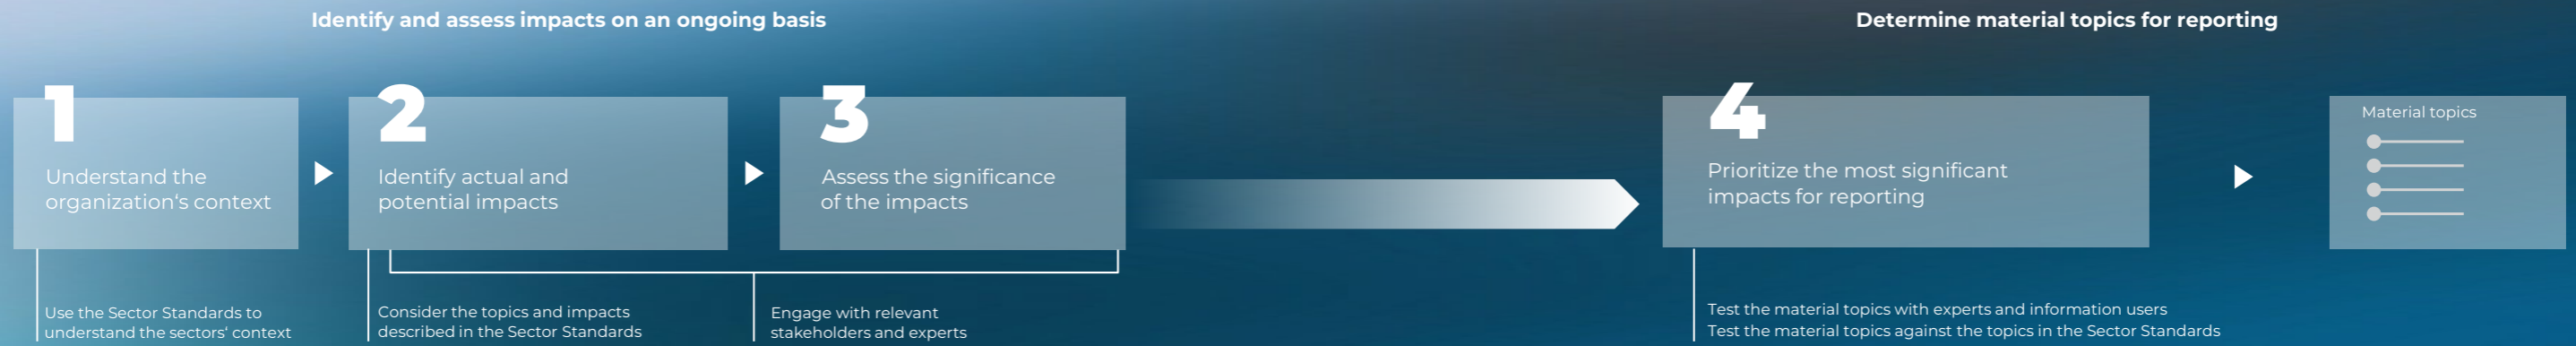 Identify and assess impacts on an ongoing basis
Determine material topics for reporting
1
Understand the
organization‘s context
2
Identify actual and
potential impacts
3
Assess the significance
of the impacts
4
Prioritize the most significant
impacts for reporting
Material topics
Use the Sector Standards to
understand the sectors‘ context
Consider the topics and impacts
described in the Sector Standards
Engage with relevant
stakeholders and experts
Test the material topics with experts and information users
Test the material topics against the topics in the Sector Standards